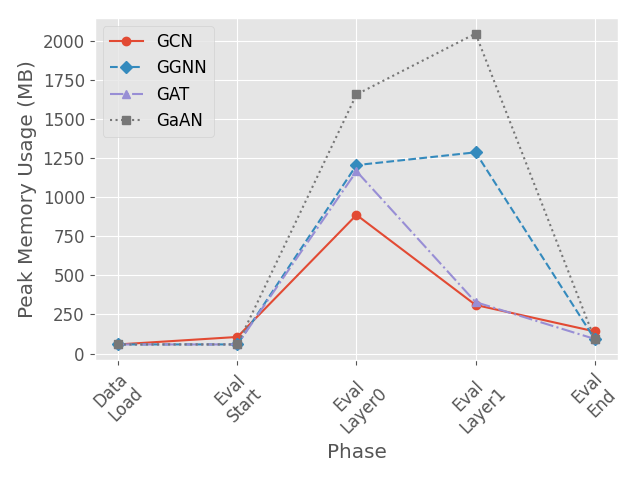 GCN
GGNN
GAT
GaAN
Peak Memory Usage (MB)
2000
1750
1500
1250
1000
750
500
250
0
Data
Load
Eval
Start
Eval
Layer0
Eval
Layer1
Eval
End
Phase